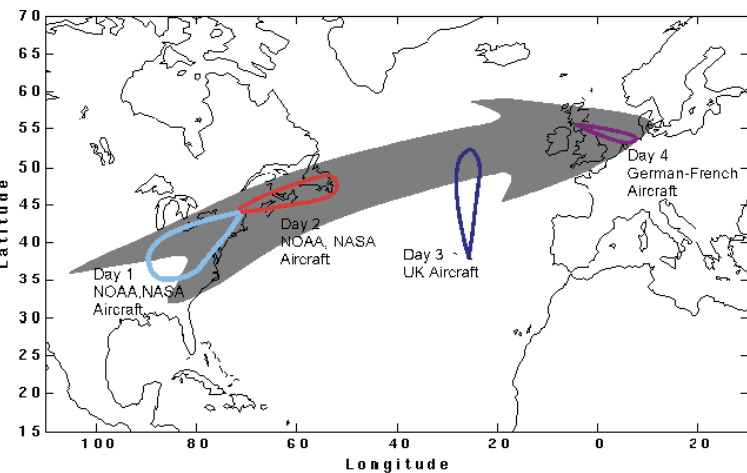 70
65
60
55
50
45
40
35
30
25
20
15
Latitude
Day 1
NOAA,NASA
Aircraft
Day 2
NOAA, NASA
Aircraft
Day 3
UK Aircraft
Day 4
German-French
Aircraft
100 80 60 40 20 0 20
Longitude